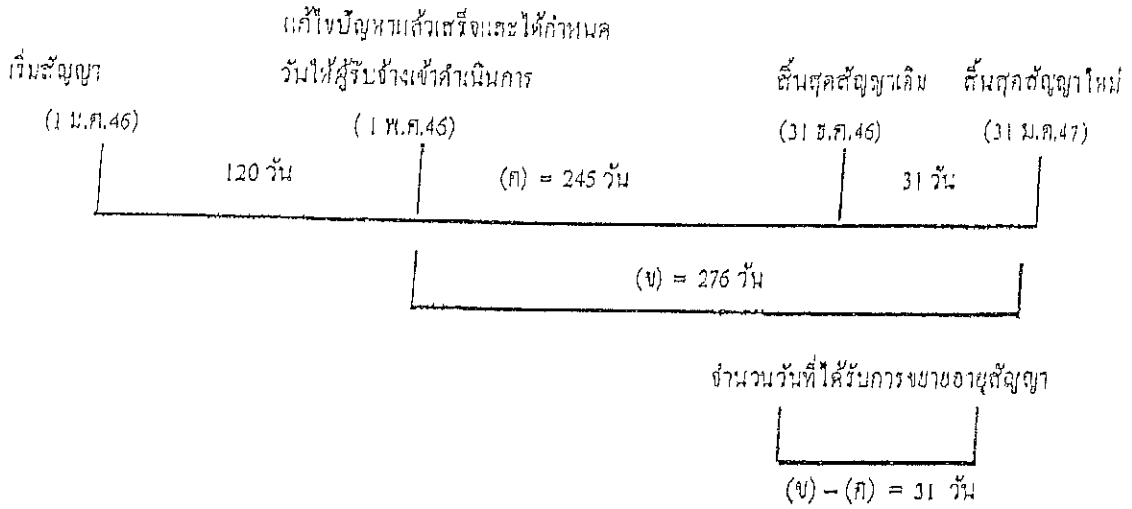 แก้ไขปัญหาแล้วเสร็จและได้กำหนด
เริ่มสัญญา วันให้ผู้รับจ้างเข้าดำเนินการ สิ้นสุดสัญญาเดิม สิ้นสุดสัญญาใหม่
(1 ม.ค.46) (1 พ.ค.46) (31 ธ.ค.46) (31 ม.ค.47)
120 วัน (ค) = 245 วัน 31 วัน
(ข) = 276 วัน
จำนวนวันที่ได้รับการขยายอายุสัญญา
(ข) – (ค) = 31 วัน